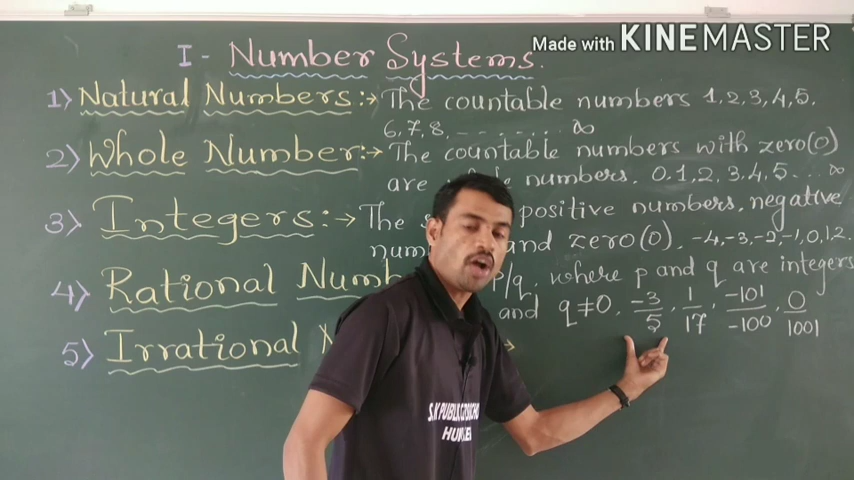 Made with KINEMASTER
I - Number Systems.
1) Natural Numbers:→ The countable numbers 1,2,3,4,5,
6,7,8, - - - - - - - ∞
2) Whole Number:→ The countable numbers with zero(0)
are numbers. 0.1,2,3,4,5... ∞
3) Integers:→ The positive numbers, negative
and zero(0), -4,-3,-2,-1,0,1,2.
4) Rational p/q, where p and q are integers
and q≠0, -3/5, 1/17, -101/-100, 0/1001
5) Irrational
S.K PUBLIC